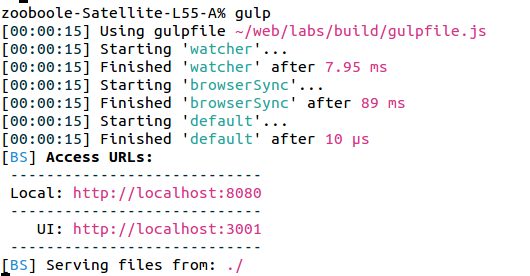 zooboole-Satellite-L55-A% gulp
[00:00:15] Using gulpfile ~/web/labs/build/gulpfile.js
[00:00:15] Starting 'watcher'...
[00:00:15] Finished 'watcher' after 7.95 ms
[00:00:15] Starting 'browserSync'...
[00:00:15] Finished 'browserSync' after 89 ms
[00:00:15] Starting 'default'...
[00:00:15] Finished 'default' after 10 μs
[BS] Access URLs:
----------------------------
Local: http://localhost:8080
----------------------------
UI: http://localhost:3001
----------------------------
[BS] Serving files from: ./